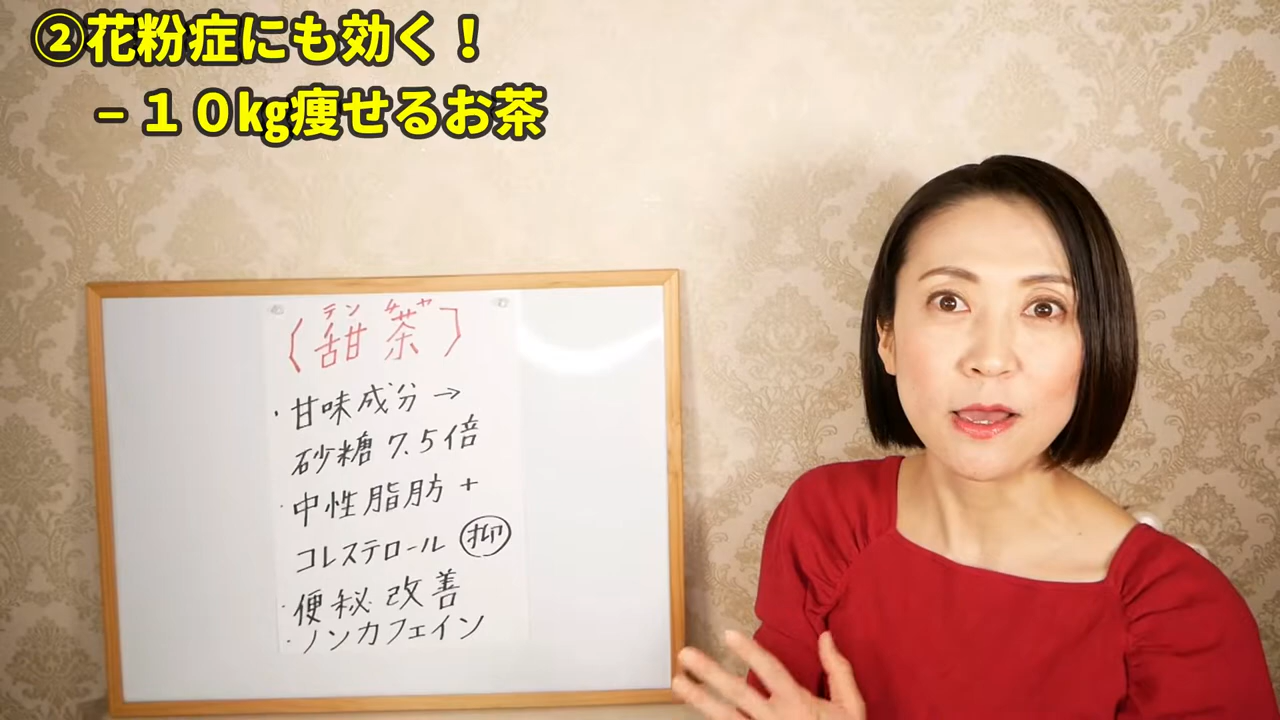 ②花粉症にも効く！
－１０㎏痩せるお茶
テン チャ
〔甜茶〕
・甘味成分→
砂糖7.5倍
・中性脂肪+
コレステロール㊥抑
・便秘改善
・ノンカフェイン